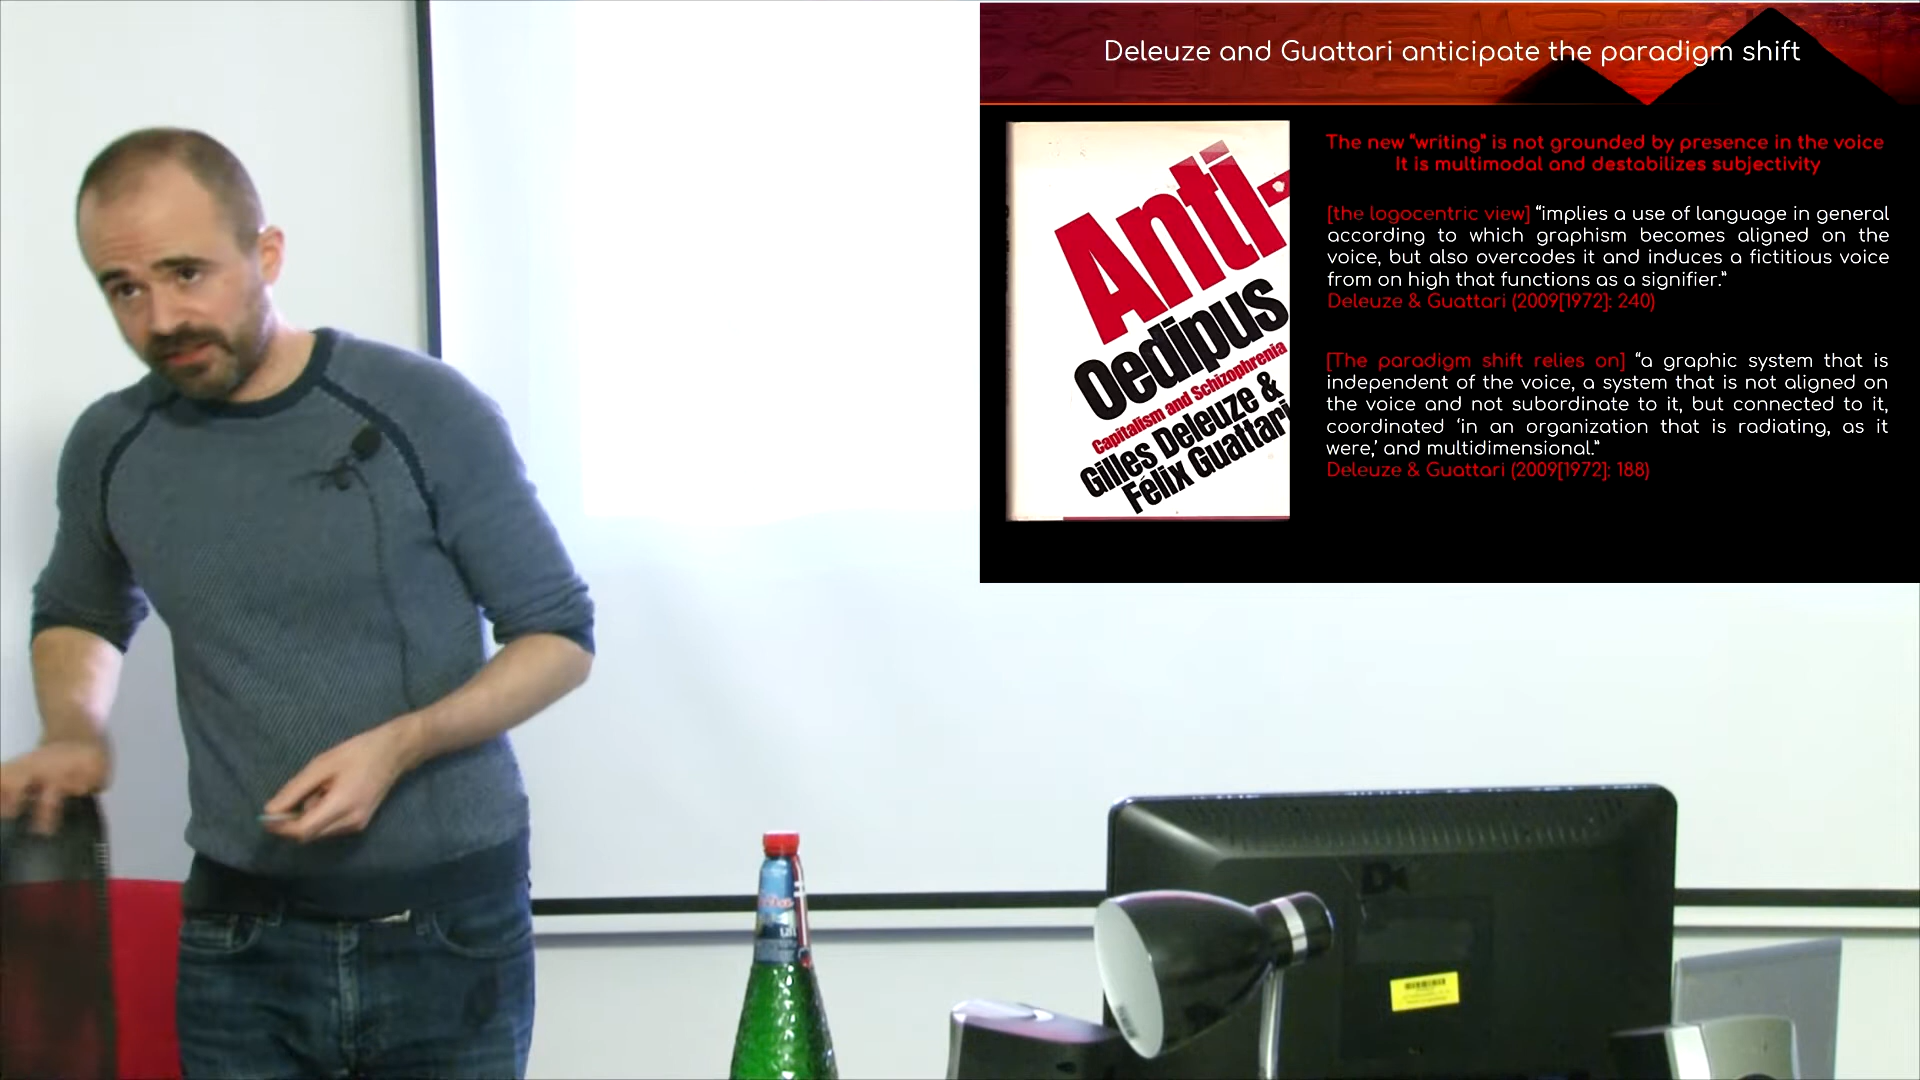 Deleuze and Guattari anticipate the paradigm shift
Anti-
Oedipus
Capitalism and Schizophrenia
Gilles Deleuze &
Félix Guattari
The new “writing” is not grounded by presence in the voice
It is multimodal and destabilizes subjectivity
[the logocentric view] “implies a use of language in general
according to which graphism becomes aligned on the
voice, but also overcodes it and induces a fictitious voice
from on high that functions as a signifier.”
Deleuze & Guattari (2009[1972]: 240)
[The paradigm shift relies on] “a graphic system that is
independent of the voice, a system that is not aligned on
the voice and not subordinate to it, but connected to it,
coordinated ‘in an organization that is radiating, as it
were,’ and multidimensional.”
Deleuze & Guattari (2009[1972]: 188)